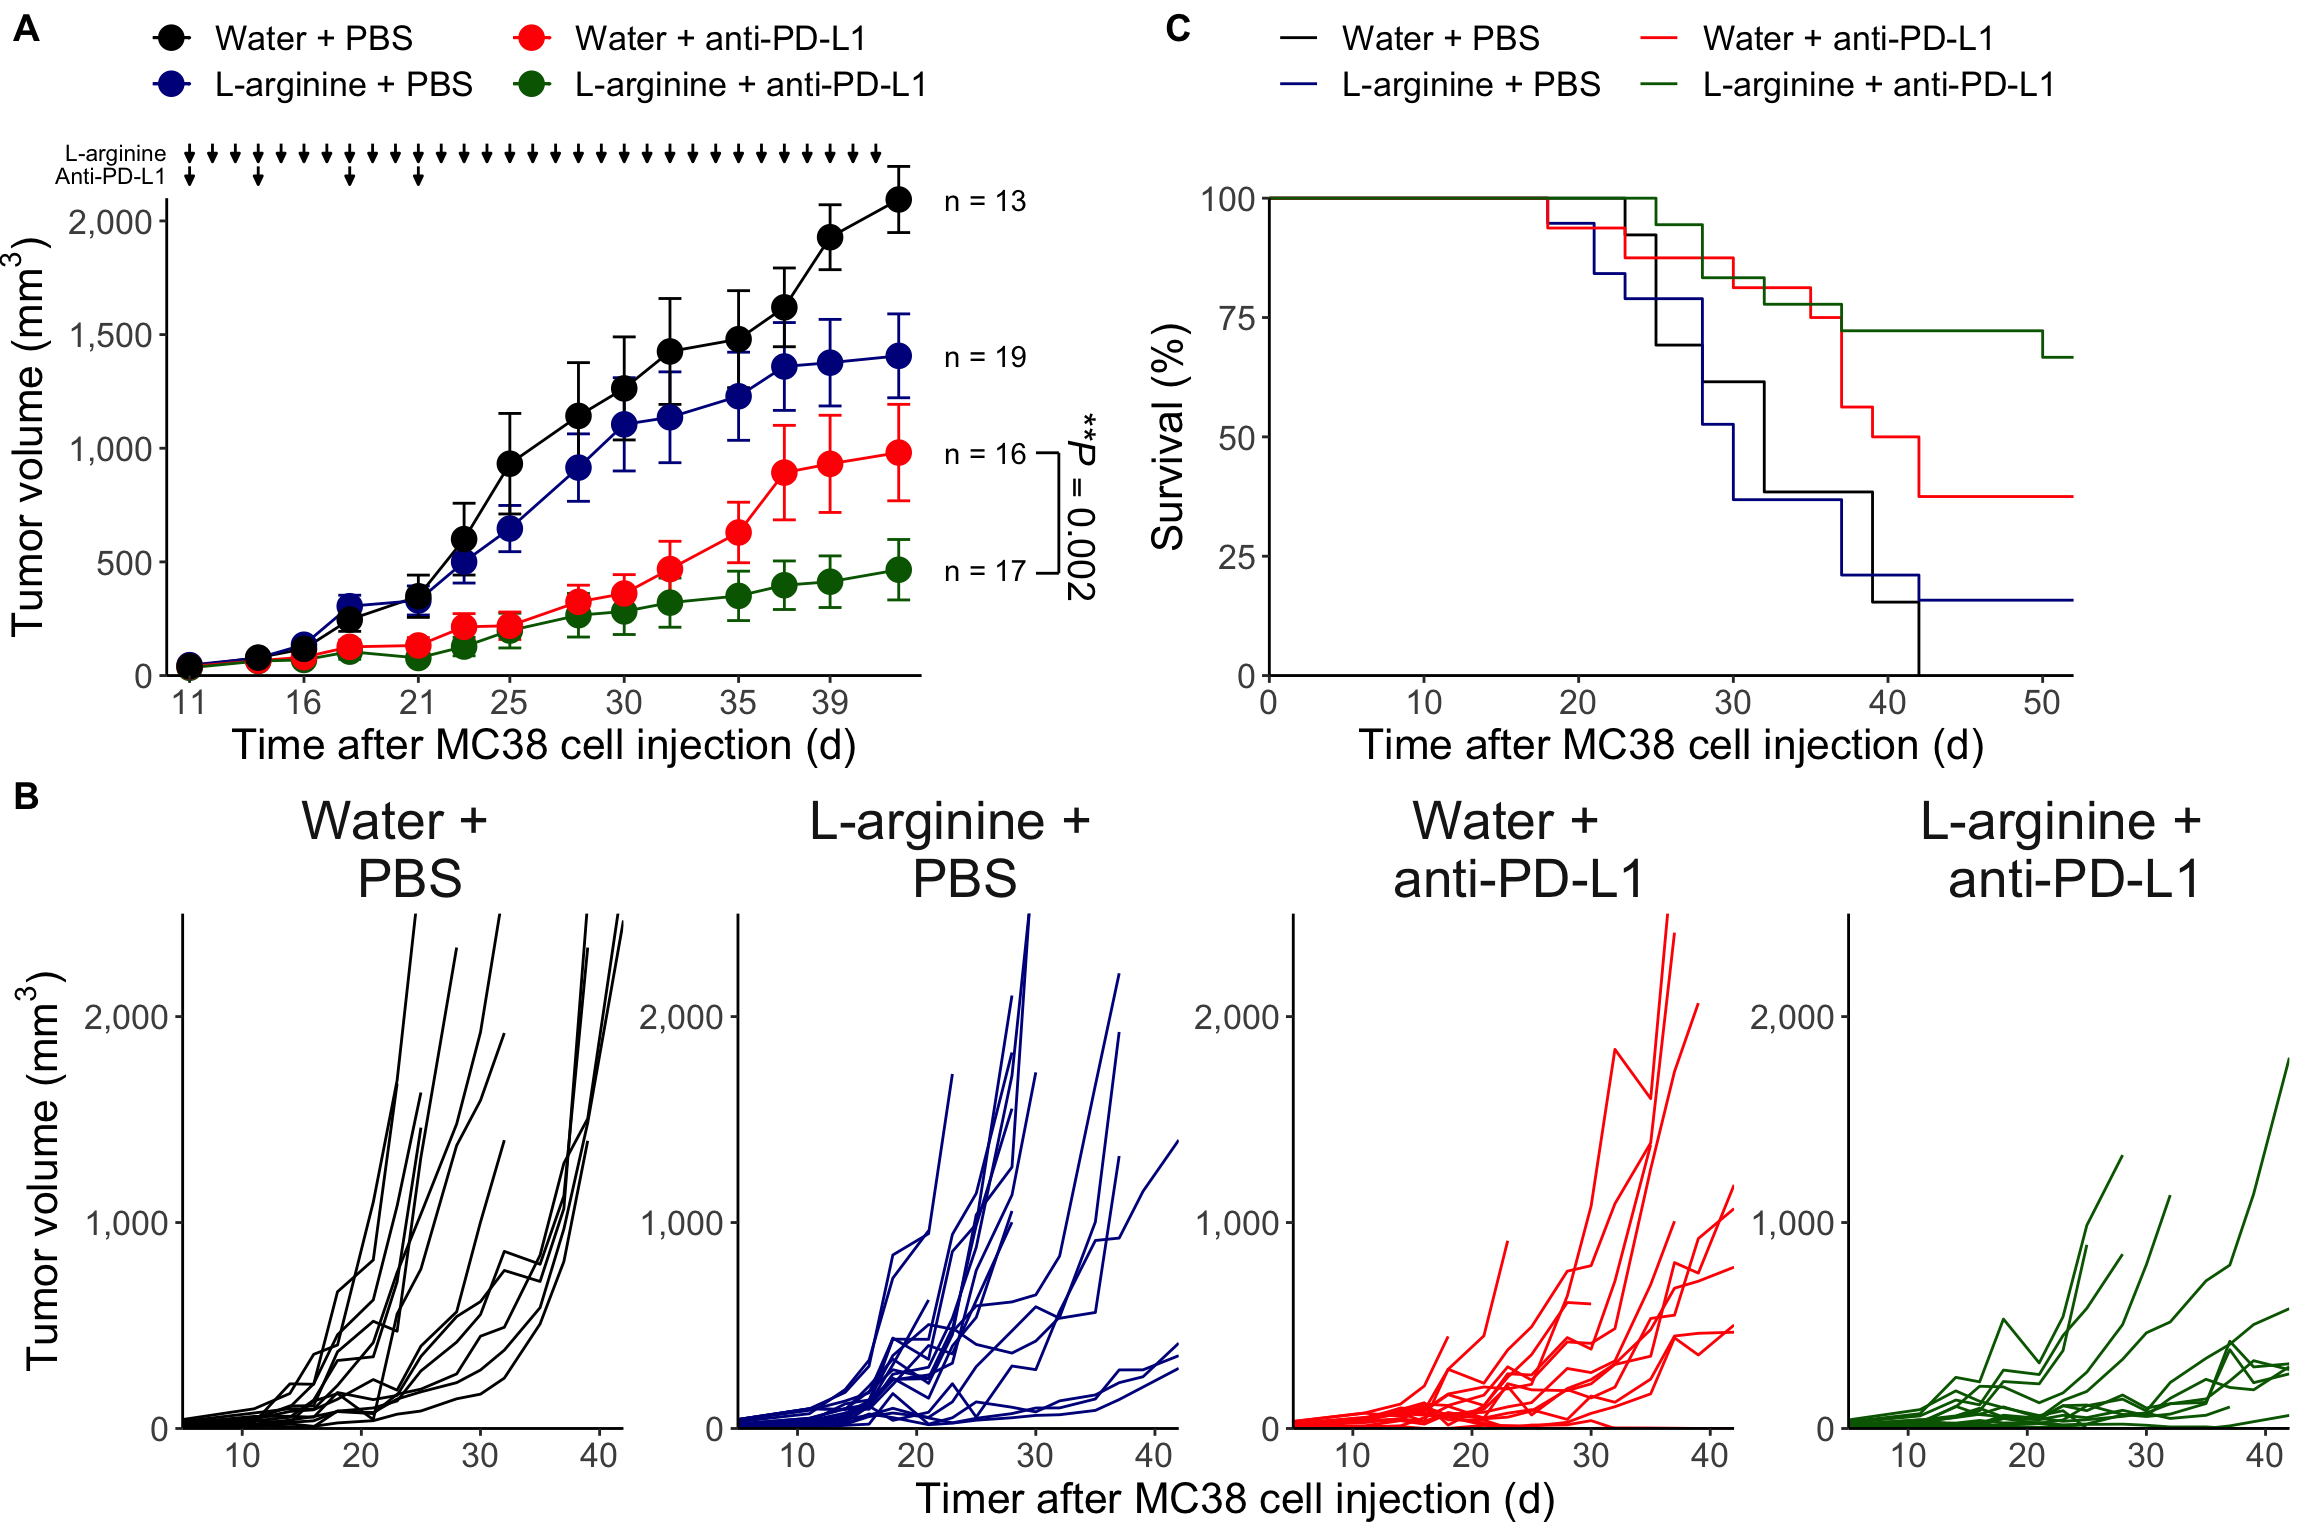 A
Water + PBS
Water + anti-PD-L1
L-arginine + PBS
L-arginine + anti-PD-L1
L-arginine
Anti-PD-L1
Tumor volume (mm³)
2,000
1,500
1,000
500
0
11 16 21 25 30 35 39
Time after MC38 cell injection (d)
n = 13
n = 19
n = 16
n = 17
**P = 0.002
C
Water + PBS
Water + anti-PD-L1
L-arginine + PBS
L-arginine + anti-PD-L1
Survival (%)
100
75
50
25
0
0 10 20 30 40 50
Time after MC38 cell injection (d)
B
Water +
PBS
L-arginine +
PBS
Water +
anti-PD-L1
L-arginine +
anti-PD-L1
Tumor volume (mm³)
2,000
1,000
0
10 20 30 40
2,000
1,000
0
10 20 30 40
2,000
1,000
0
10 20 30 40
2,000
1,000
0
10 20 30 40
Timer after MC38 cell injection (d)